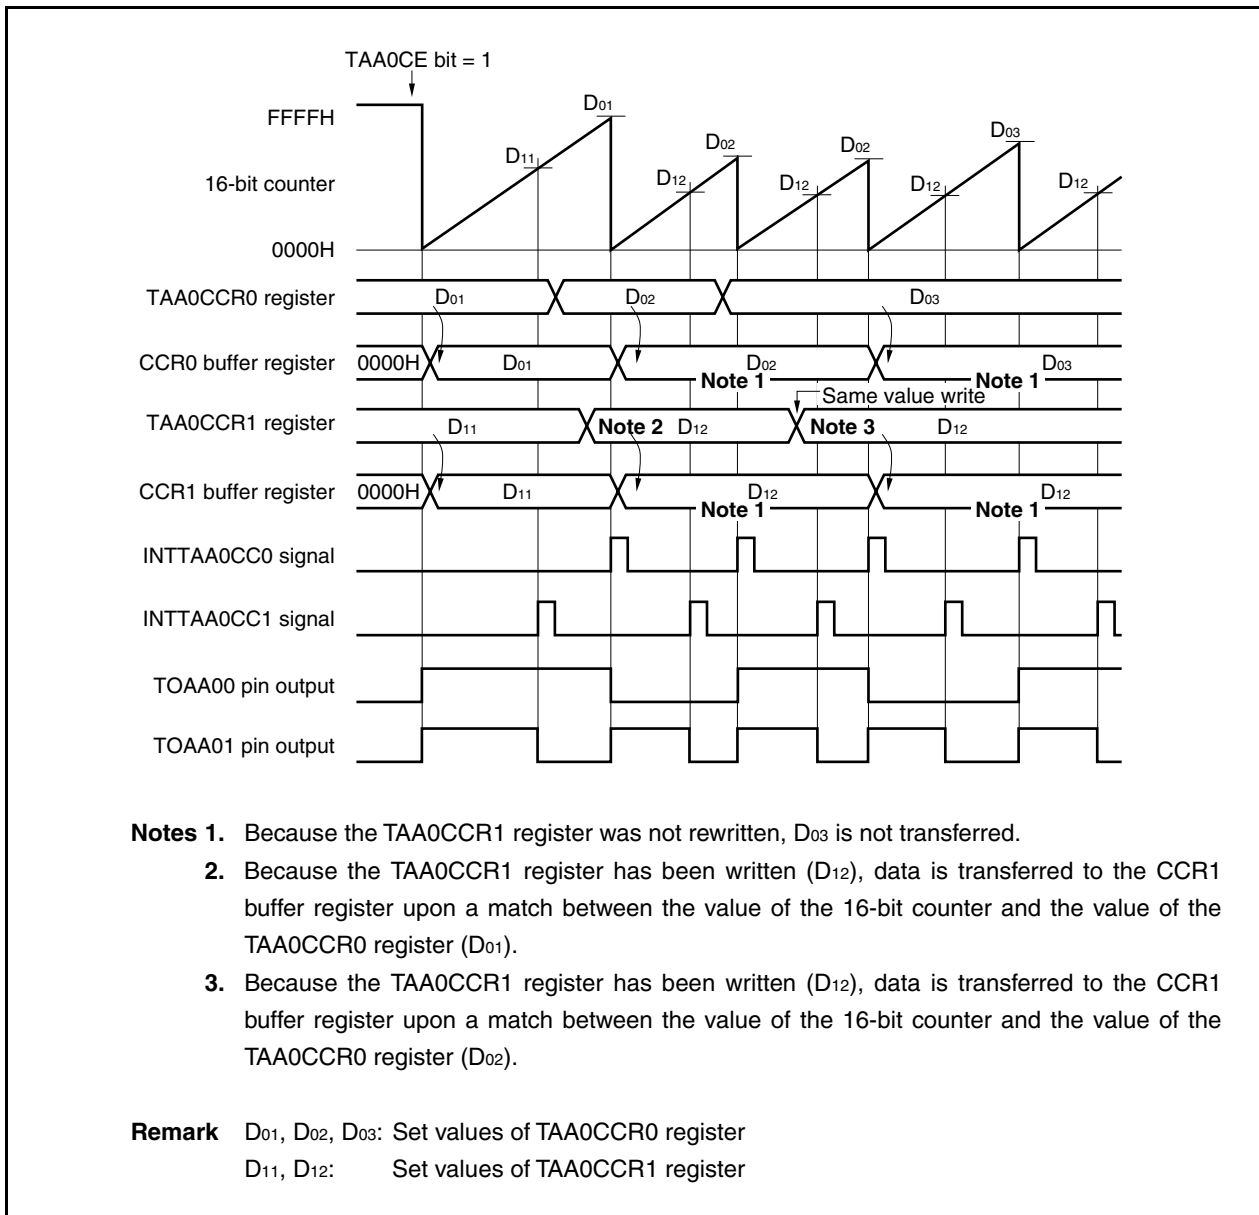 TAA0CE bit = 1
FFFFH
D01
D11
D02
D02
D03
16-bit counter
D12
D12
D12
D12
0000H
TAA0CCR0 register
D01
D02
D03
CCR0 buffer register
0000H
D01
D02
D03
Note 1
Note 1
Same value write
TAA0CCR1 register
D11
Note 2
D12
Note 3
D12
CCR1 buffer register
0000H
D11
D12
D12
Note 1
Note 1
INTTAA0CC0 signal
INTTAA0CC1 signal
TOAA00 pin output
TOAA01 pin output
Notes 1. Because the TAA0CCR1 register was not rewritten, D03 is not transferred.
2. Because the TAA0CCR1 register has been written (D12), data is transferred to the CCR1
buffer register upon a match between the value of the 16-bit counter and the value of the
TAA0CCR0 register (D01).
3. Because the TAA0CCR1 register has been written (D12), data is transferred to the CCR1
buffer register upon a match between the value of the 16-bit counter and the value of the
TAA0CCR0 register (D02).
Remark D01, D02, D03: Set values of TAA0CCR0 register
D11, D12: Set values of TAA0CCR1 register